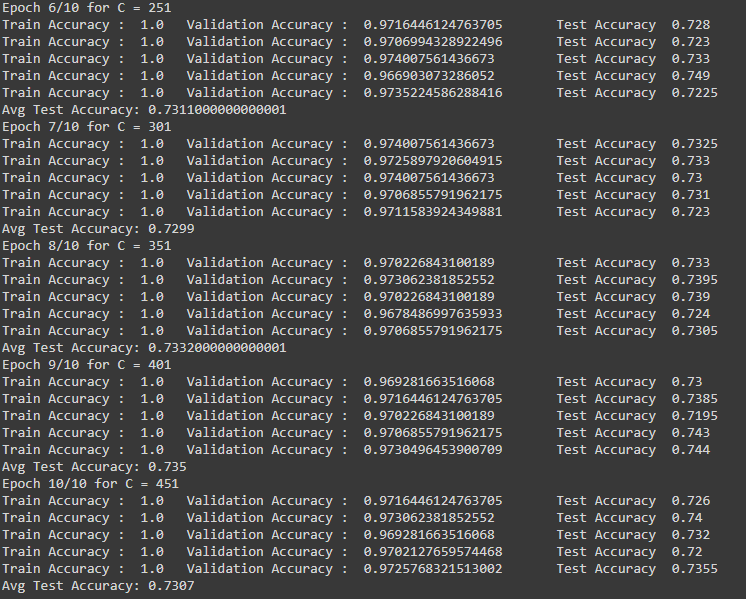 Epoch 6/10 for C = 251
Train Accuracy : 1.0 Validation Accuracy : 0.9716446124763705 Test Accuracy 0.728
Train Accuracy : 1.0 Validation Accuracy : 0.9706994328922496 Test Accuracy 0.723
Train Accuracy : 1.0 Validation Accuracy : 0.974007561436673 Test Accuracy 0.733
Train Accuracy : 1.0 Validation Accuracy : 0.966903073286052 Test Accuracy 0.749
Train Accuracy : 1.0 Validation Accuracy : 0.9735224586288416 Test Accuracy 0.7225
Avg Test Accuracy: 0.7311000000000001
Epoch 7/10 for C = 301
Train Accuracy : 1.0 Validation Accuracy : 0.974007561436673 Test Accuracy 0.7325
Train Accuracy : 1.0 Validation Accuracy : 0.9725897920604915 Test Accuracy 0.733
Train Accuracy : 1.0 Validation Accuracy : 0.974007561436673 Test Accuracy 0.73
Train Accuracy : 1.0 Validation Accuracy : 0.9706855791962175 Test Accuracy 0.731
Train Accuracy : 1.0 Validation Accuracy : 0.9711583924349881 Test Accuracy 0.723
Avg Test Accuracy: 0.7299
Epoch 8/10 for C = 351
Train Accuracy : 1.0 Validation Accuracy : 0.970226843100189 Test Accuracy 0.733
Train Accuracy : 1.0 Validation Accuracy : 0.973062381852552 Test Accuracy 0.7395
Train Accuracy : 1.0 Validation Accuracy : 0.970226843100189 Test Accuracy 0.739
Train Accuracy : 1.0 Validation Accuracy : 0.9678486997635933 Test Accuracy 0.724
Train Accuracy : 1.0 Validation Accuracy : 0.9706855791962175 Test Accuracy 0.7305
Avg Test Accuracy: 0.7332000000000001
Epoch 9/10 for C = 401
Train Accuracy : 1.0 Validation Accuracy : 0.969281663516068 Test Accuracy 0.73
Train Accuracy : 1.0 Validation Accuracy : 0.9716446124763705 Test Accuracy 0.7385
Train Accuracy : 1.0 Validation Accuracy : 0.970226843100189 Test Accuracy 0.7195
Train Accuracy : 1.0 Validation Accuracy : 0.9706855791962175 Test Accuracy 0.743
Train Accuracy : 1.0 Validation Accuracy : 0.9730496453900709 Test Accuracy 0.744
Avg Test Accuracy: 0.735
Epoch 10/10 for C = 451
Train Accuracy : 1.0 Validation Accuracy : 0.9716446124763705 Test Accuracy 0.726
Train Accuracy : 1.0 Validation Accuracy : 0.973062381852552 Test Accuracy 0.74
Train Accuracy : 1.0 Validation Accuracy : 0.969281663516068 Test Accuracy 0.732
Train Accuracy : 1.0 Validation Accuracy : 0.9702127659574468 Test Accuracy 0.72
Train Accuracy : 1.0 Validation Accuracy : 0.9725768321513002 Test Accuracy 0.7355
Avg Test Accuracy: 0.7307